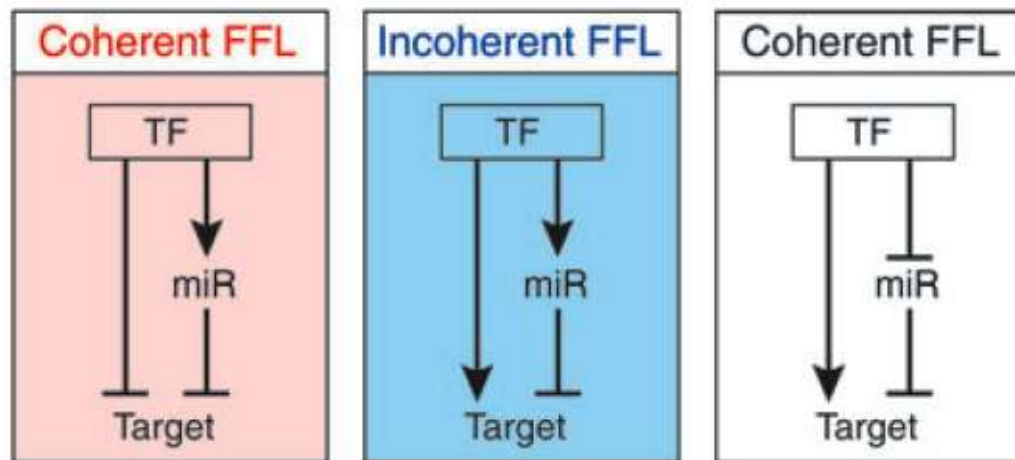 Coherent FFL
TF
miR
Target
Incoherent FFL
TF
miR
Target
Coherent FFL
TF
miR
Target